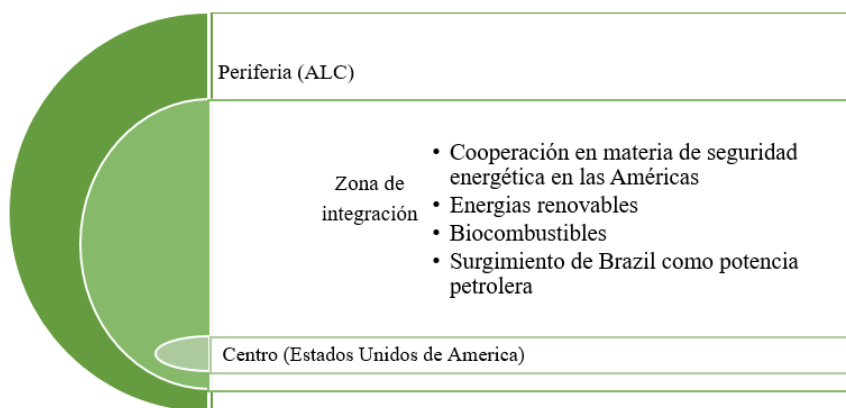 Periferia (ALC)
Zona de
integración
• Cooperación en materia de seguridad
energética en las Américas
• Energias renovables
• Biocombustibles
• Surgimiento de Brazil como potencia
petrolera
Centro (Estados Unidos de America)